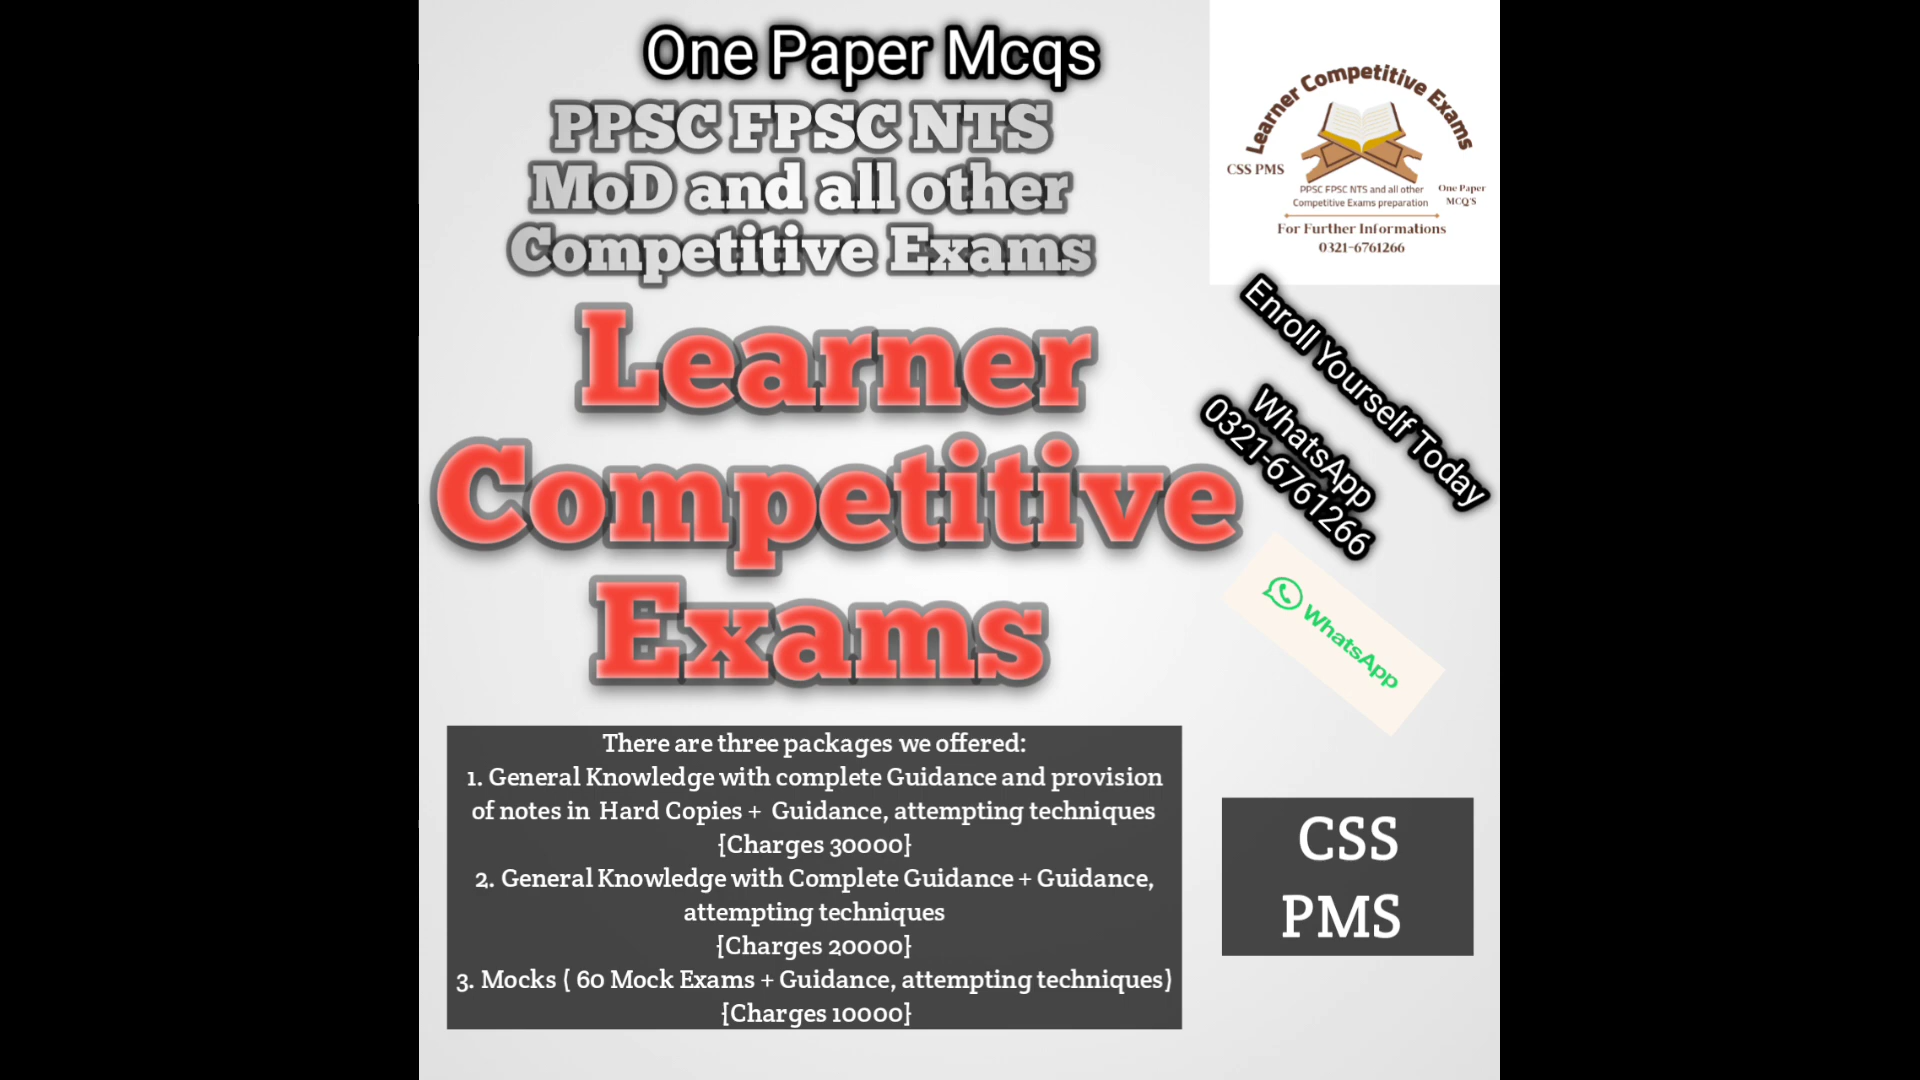 One Paper Mcqs
PPSC FPSC NTS
MoD and all other
Competitive Exams
Learner
Competitive
Exams
Learner Competitive Exams
CSS PMS
PPSC FPSC NTS and all other
Competitive Exams preparation
One Paper
MCQ'S
For Further Informations
0321-6761266
Enroll Yourself Today
WhatsApp
0321-6761266
WhatsApp
There are three packages we offered:
1. General Knowledge with complete Guidance and provision
of notes in Hard Copies + Guidance, attempting techniques
{Charges 30000}
2. General Knowledge with Complete Guidance + Guidance,
attempting techniques
{Charges 20000}
3. Mocks ( 60 Mock Exams + Guidance, attempting techniques)
{Charges 10000}
CSS
PMS